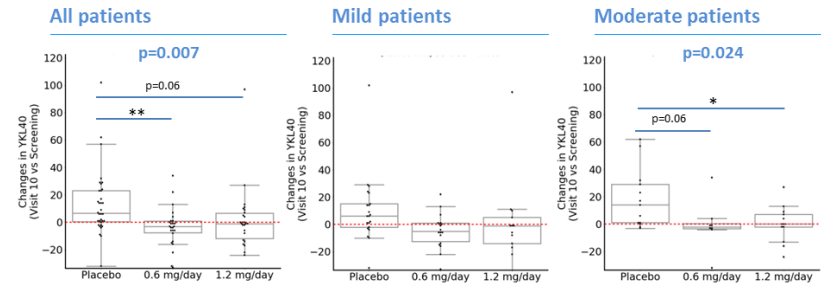 All patients
Mild patients
Moderate patients
p=0.007
p=0.024
p=0.06
**
*
p=0.06
Changes in YKL40
(Visit 10 vs Screening)
120
100
80
60
40
20
0
−20
Placebo
0.6 mg/day
1.2 mg/day
Changes in YKL40
(Visit 10 vs Screening)
120
100
80
60
40
20
0
−20
Placebo
0.6 mg/day
1.2 mg/day
Changes in YKL40
(Visit 10 vs Screening)
120
100
80
60
40
20
0
−20
Placebo
0.6 mg/day
1.2 mg/day